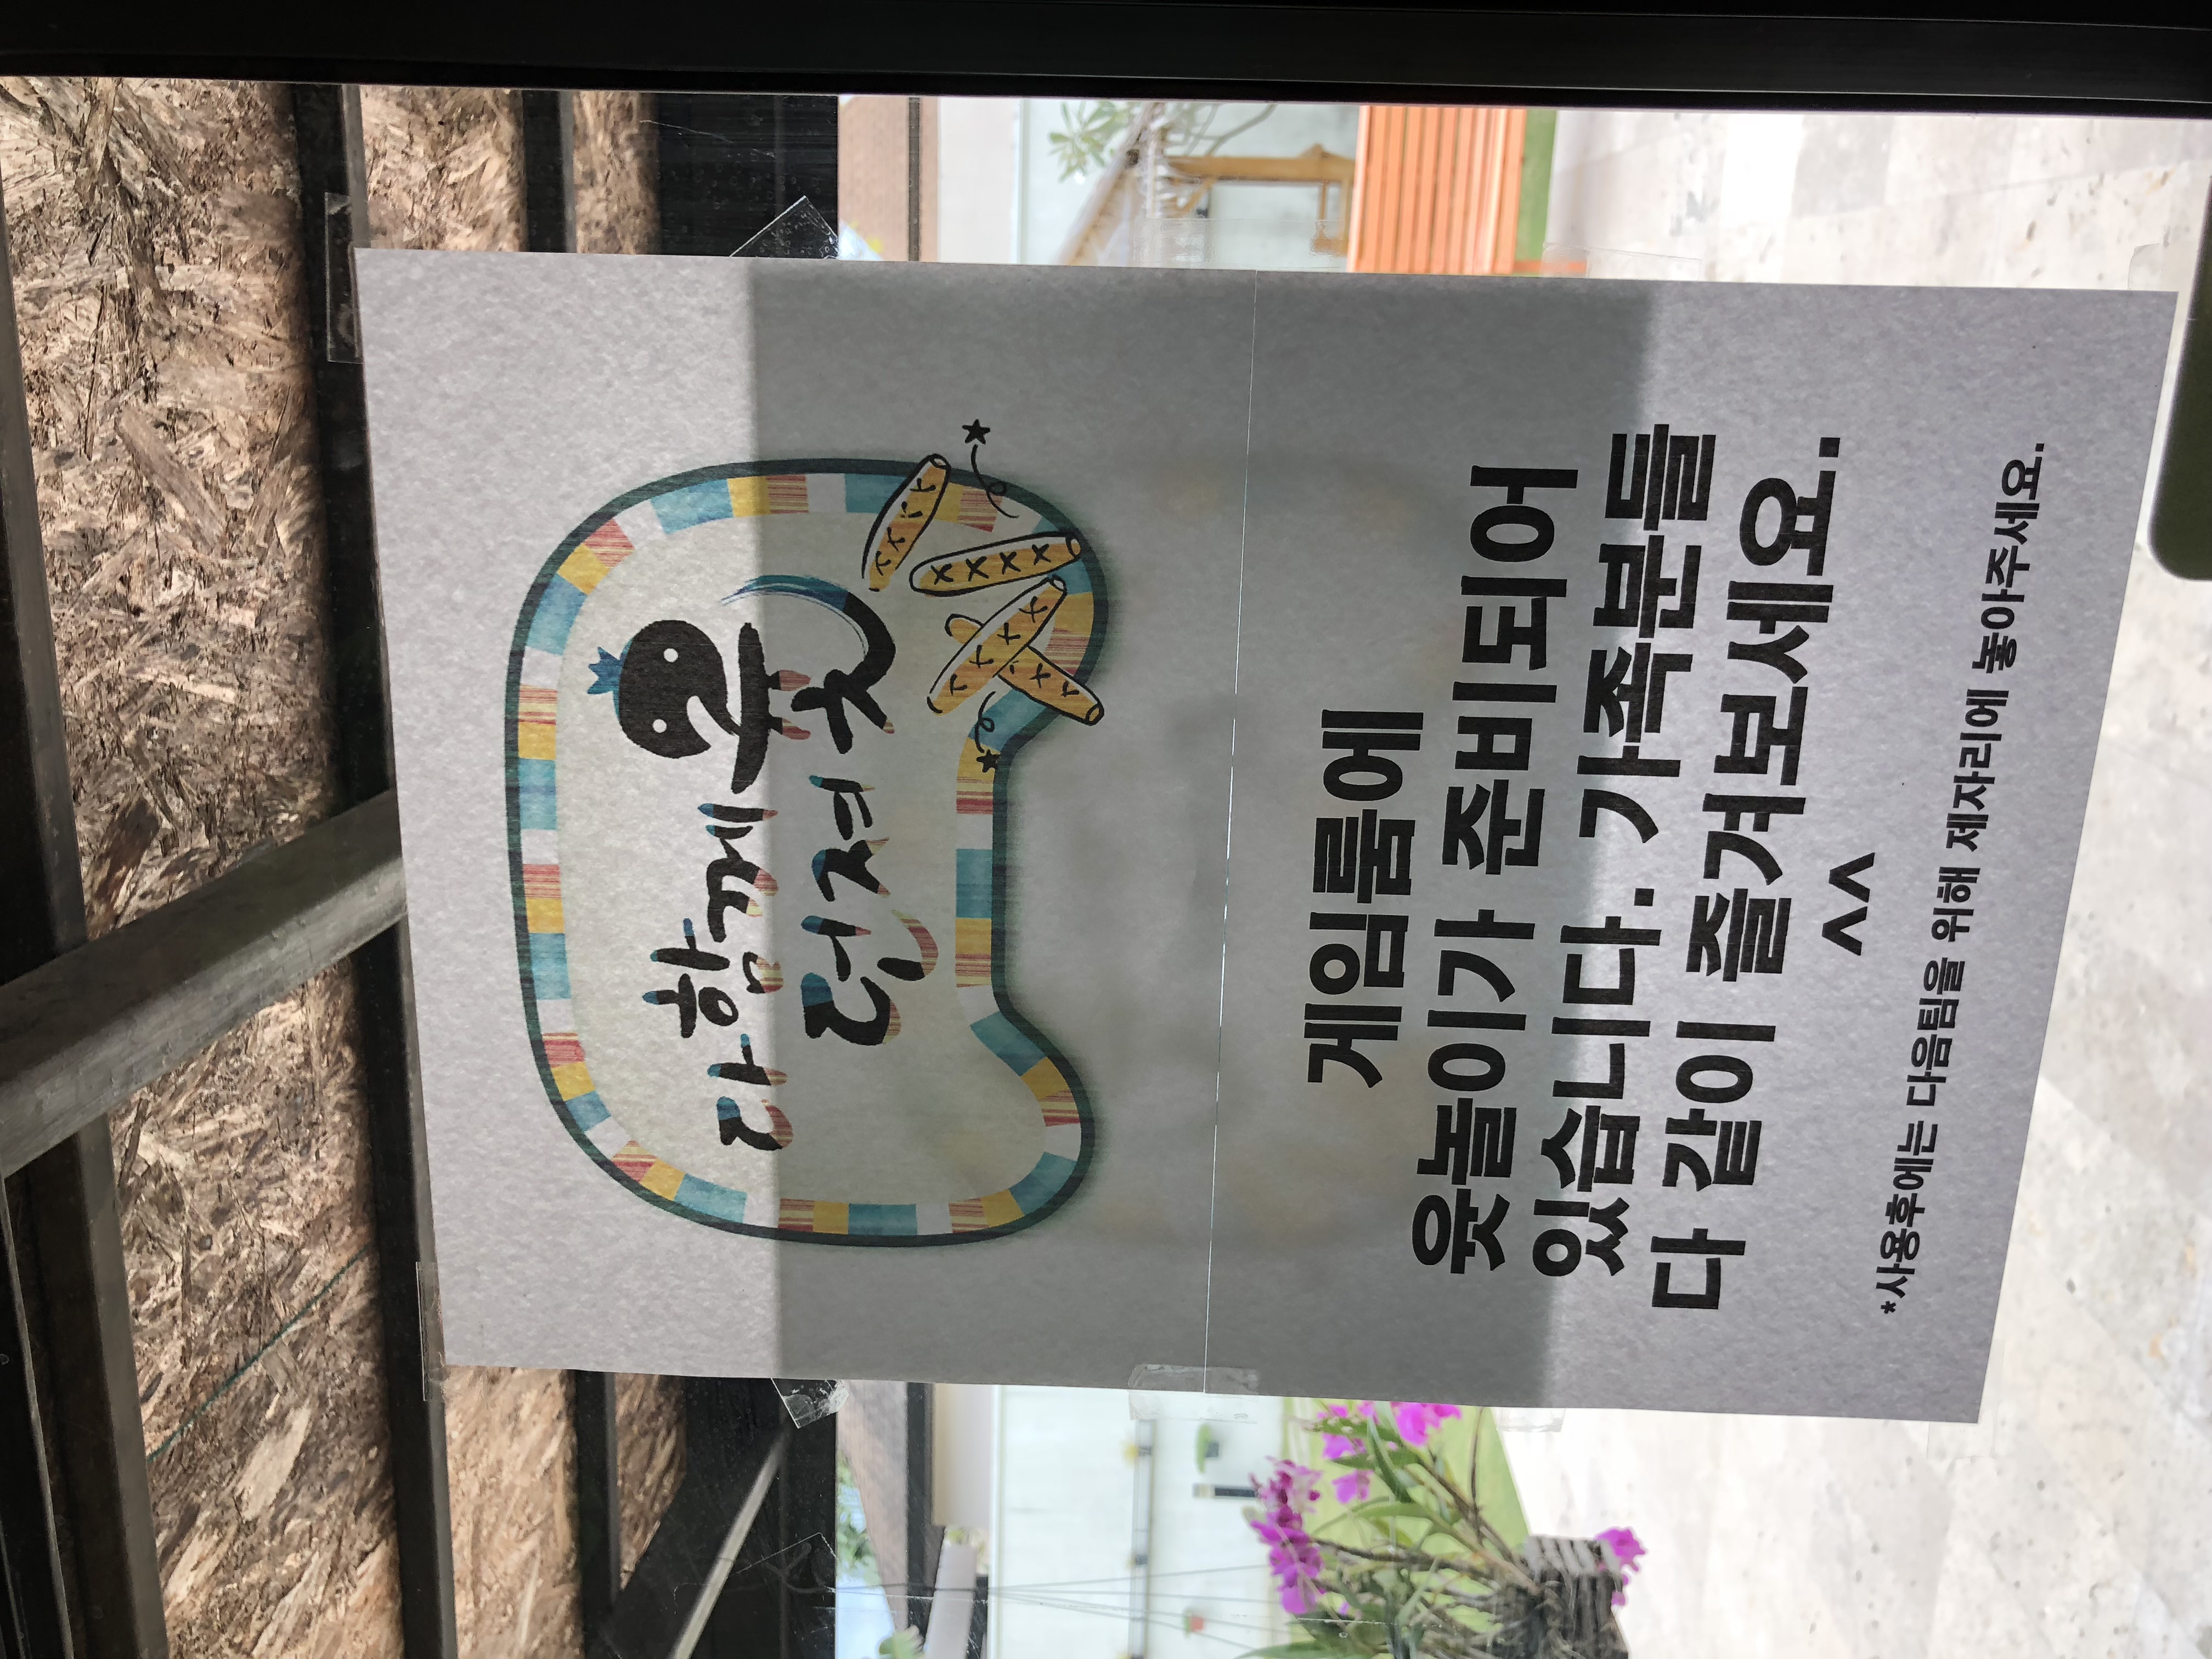 다 함께 윷
던져 윷
게임룸에
윷놀이가 준비되어
있습니다. 가족분들
다 같이 즐겨보세요.
^^
*사용후에는 다음팀을 위해 제자리에 놓아주세요.